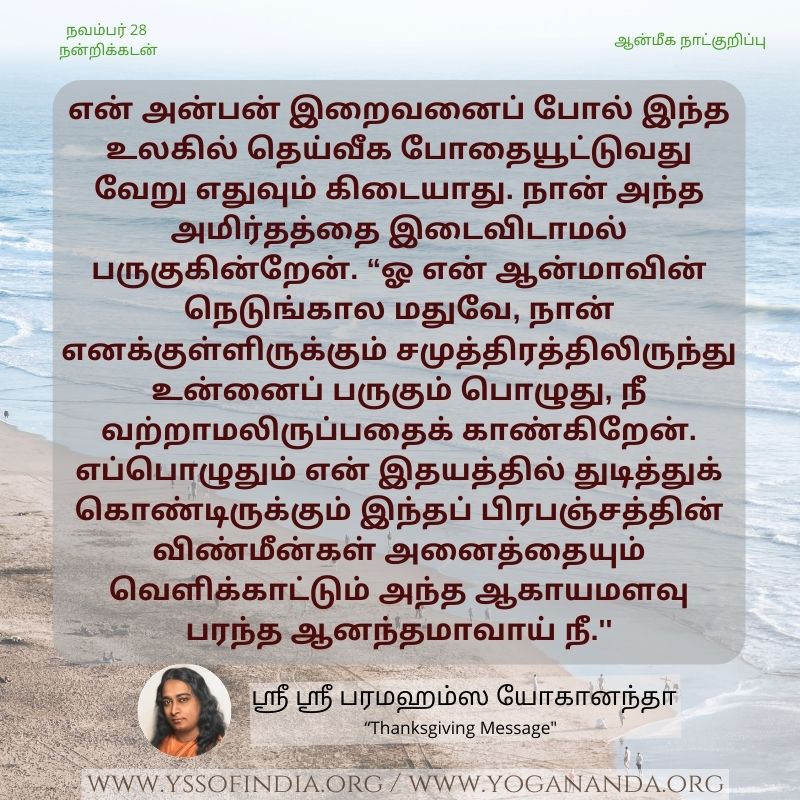 நவம்பர் 28
நன்றிக்கடன்
ஆன்மீக நாட்குறிப்பு
என் அன்பன் இறைவனைப் போல் இந்த
உலகில் தெய்வீக போதையூட்டுவது
வேறு எதுவும் கிடையாது. நான் அந்த
அமிர்தத்தை இடைவிடாமல்
பருகுகின்றேன். “ஓ என் ஆன்மாவின்
நெடுங்கால மதுவே, நான்
எனக்குள்ளிருக்கும் சமுத்திரத்திலிருந்து
உன்னைப் பருகும் பொழுது, நீ
வற்றாமலிருப்பதைக் காண்கிறேன்.
எப்பொழுதும் என் இதயத்தில் துடித்துக்
கொண்டிருக்கும் இந்தப் பிரபஞ்சத்தின்
விண்மீன்கள் அனைத்தையும்
வெளிக்காட்டும் அந்த ஆகாயமளவு
பரந்த ஆனந்தமாவாய் நீ."
ஸ்ரீ ஸ்ரீ பரமஹம்ஸ யோகானந்தா
“Thanksgiving Message"
WWW.YSSOFINDIA.ORG / WWW.YOGANANDA.ORG